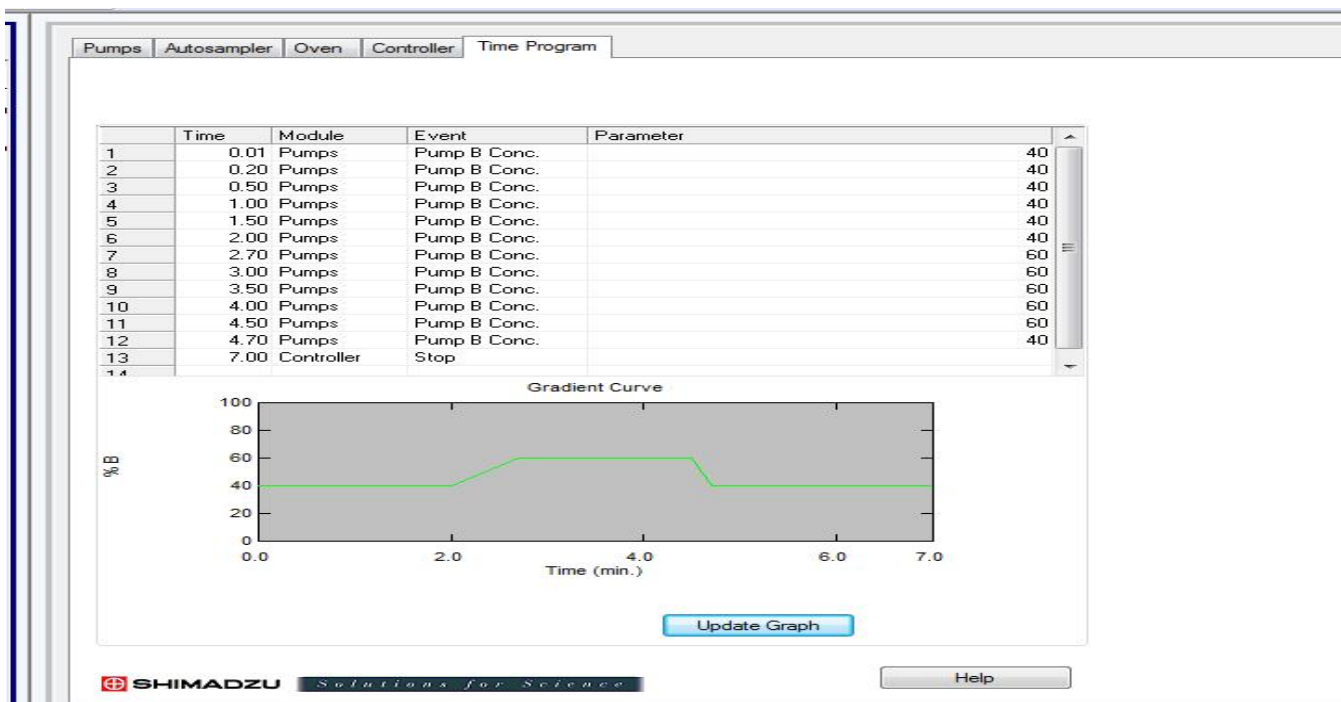 Pumps Autosampler Oven Controller Time Program
Time Module Event Parameter
1 0.01 Pumps Pump B Conc. 40
2 0.20 Pumps Pump B Conc. 40
3 0.50 Pumps Pump B Conc. 40
4 1.00 Pumps Pump B Conc. 40
5 1.50 Pumps Pump B Conc. 40
6 2.00 Pumps Pump B Conc. 40
7 2.70 Pumps Pump B Conc. 60
8 3.00 Pumps Pump B Conc. 60
9 3.50 Pumps Pump B Conc. 60
10 4.00 Pumps Pump B Conc. 60
11 4.50 Pumps Pump B Conc. 60
12 4.70 Pumps Pump B Conc. 40
13 7.00 Controller Stop
14
Gradient Curve
100
80
60
40
20
0
%B
0.0 2.0 4.0 6.0 7.0
Time (min.)
Update Graph
SHIMADZU Solutions for Science
Help